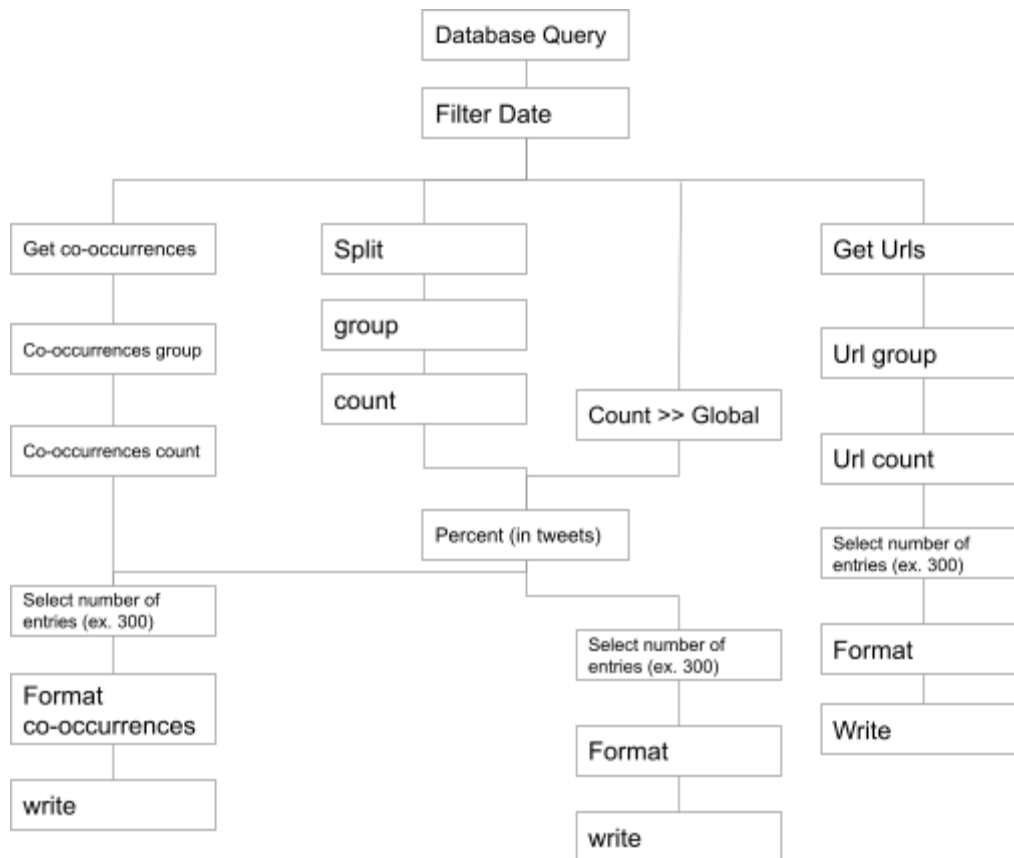 Database Query
Filter Date
Get co-occurrences
Split
Get Urls
group
Co-occurrences group
Url group
count
Count >> Global
Co-occurrences count
Url count
Percent (in tweets)
Select number of
entries (ex. 300)
Select number of
entries (ex. 300)
Select number of
entries (ex. 300)
Format
Format
co-occurrences
Write
Format
write
write